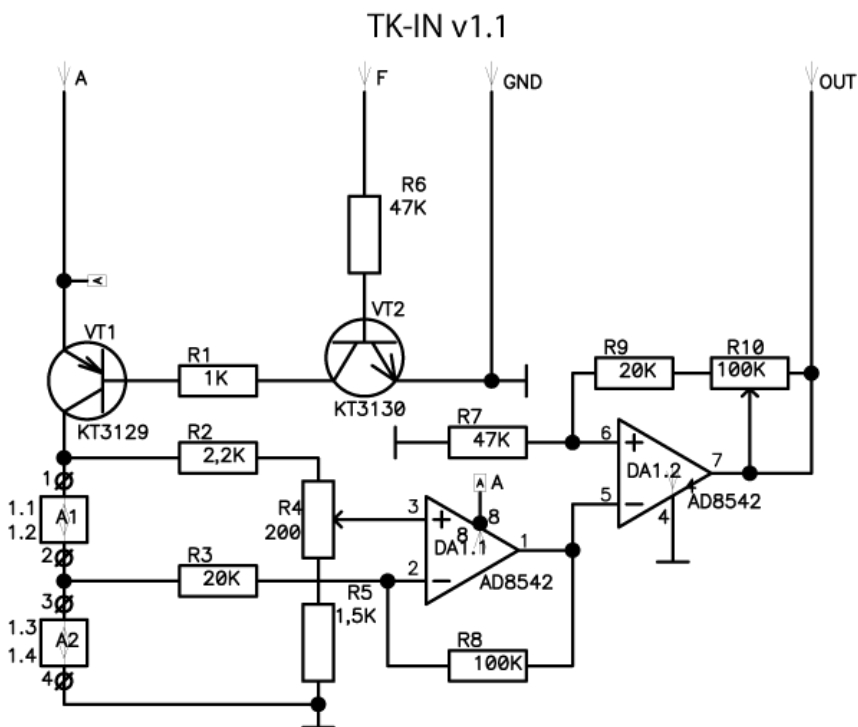 TK-IN v1.1
A
F
GND
OUT
R6
47K
A
VT1
VT2
R1
1K
KT3129
KT3130
R9
20K
R10
100K
R7
47K
R2
2,2K
6
+
DA1.2
7
5
−
4
AD8542
1
1.1
1.2
A1
2
R4
200
A
A
8
8
3
+
DA1.1
1
2
−
AD8542
R3
20K
R5
1,5K
3
1.3
1.4
A2
4
R8
100K